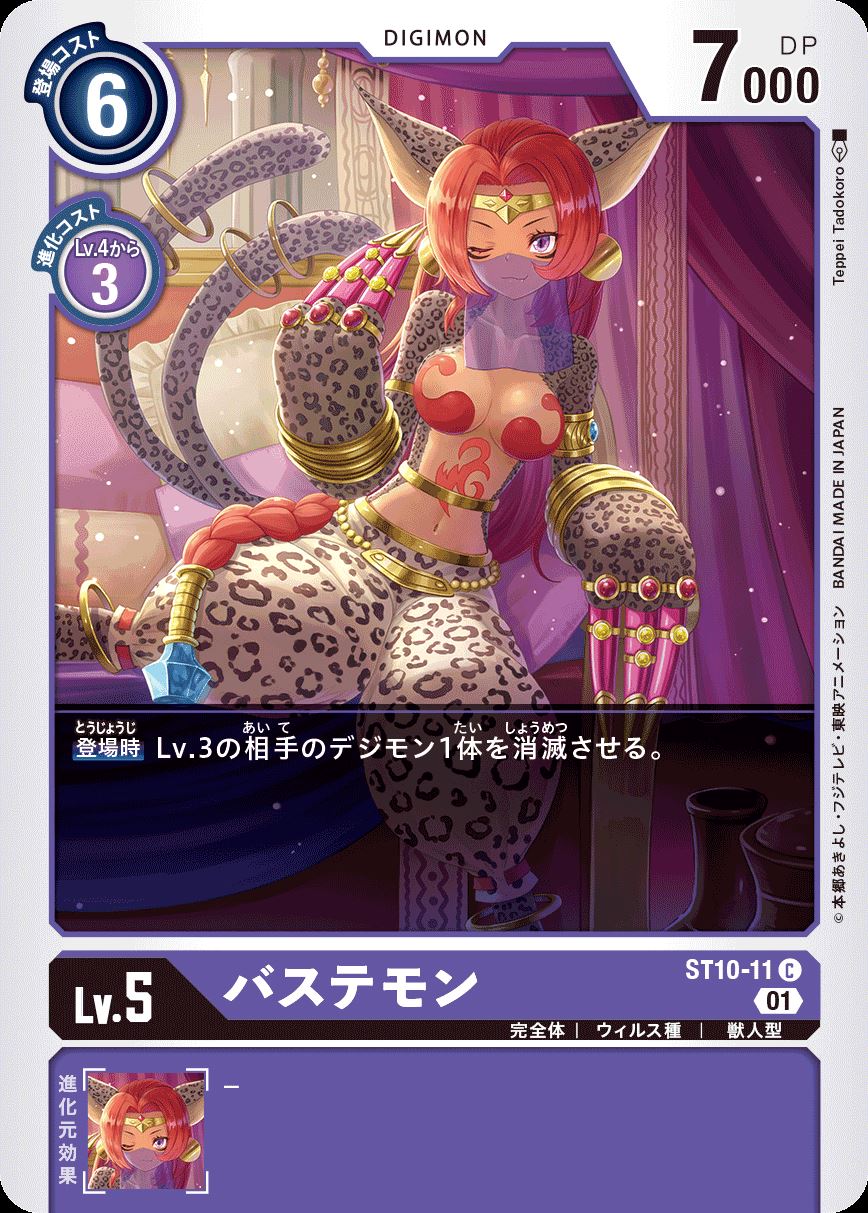 DIGIMON
登場コスト
6
7000
DP
進化コスト
Lv.4から
3
Teppei Tadokoro
BANDAI MADE IN JAPAN
©本郷あきよし・フジテレビ・東映アニメーション
とうじょうじ あいて たい しょうめつ
登場時 Lv.3の相手のデジモン1体を消滅させる。
Lv.5
バステモン
ST10-11 C
01
完全体 | ウィルス種 | 獣人型
進化元効果
–